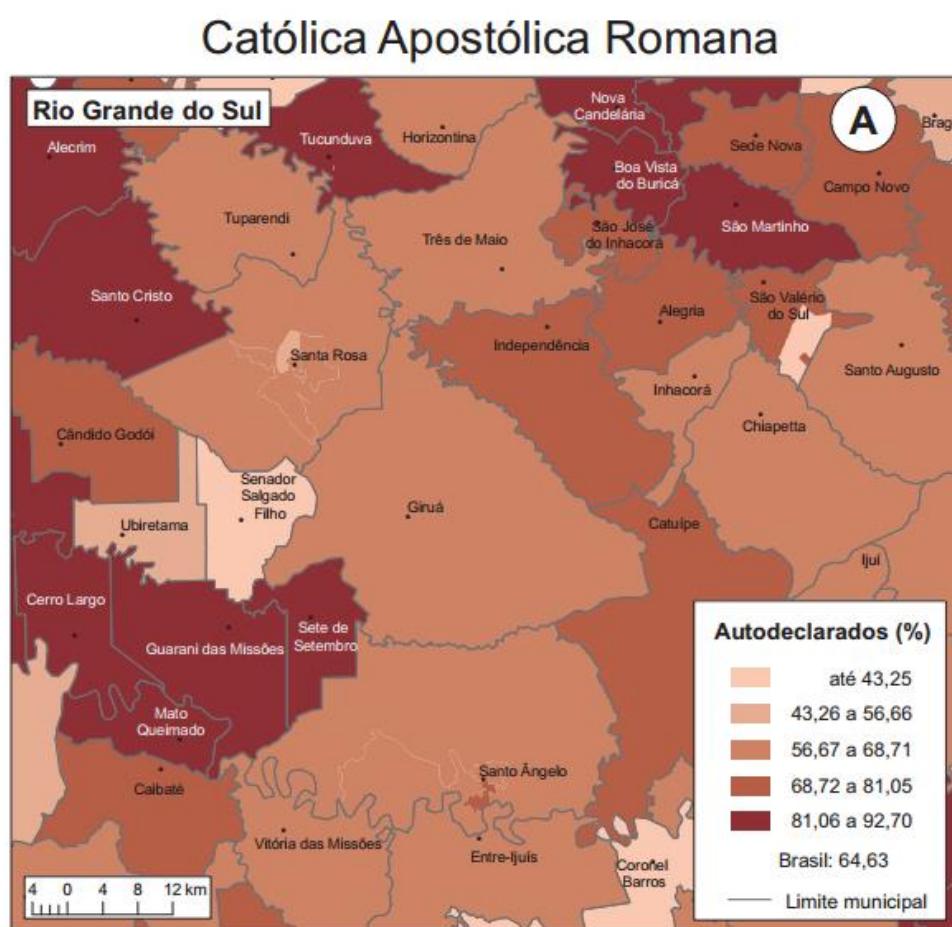 Católica Apostólica Romana
Rio Grande do Sul
A
Alecrim
Tucunduva
Horizontina
Nova
Candelária
Brag
Sede Nova
Boa Vista
do Buricá
Campo Novo
Tuparendi
Três de Maio
São José
do Inhacorá
São Martinho
Santo Cristo
São Valério
do Sul
Alegria
Independência
Santa Rosa
Inhacorá
Santo Augusto
Chiapetta
Cândido Godói
Senador
Salgado
Filho
Giruá
Ubiretama
Catuípe
Ijuí
Cerro Largo
Guarani das Missões
Sete de
Setembro
Mato
Queimado
Caibaté
Santo Ângelo
Vitória das Missões
Entre-Ijuís
Coronel
Barros
Autodeclarados (%)
até 43,25
43,26 a 56,66
56,67 a 68,71
68,72 a 81,05
81,06 a 92,70
Brasil: 64,63
Limite municipal
4 0 4 8 12 km